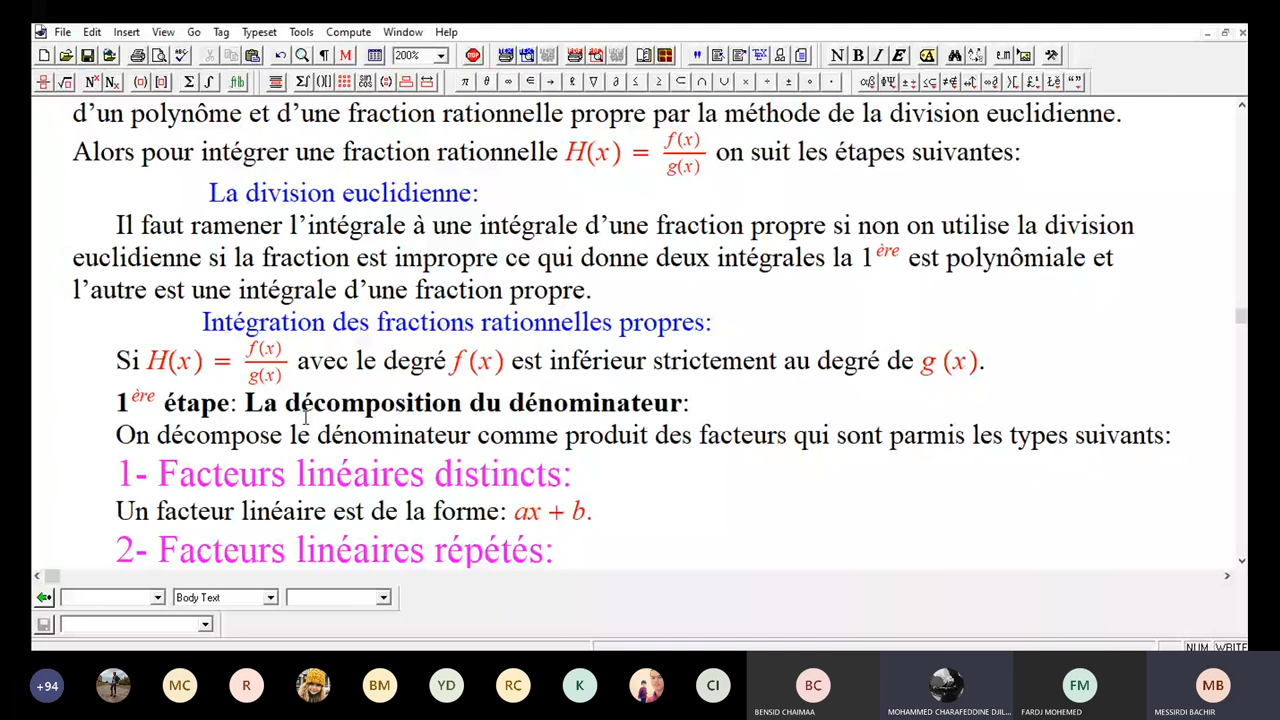 File Edit Insert View Go Tag Typeset Tools Compute Window Help
200%
N B I E
d'un polynôme et d'une fraction rationnelle propre par la méthode de la division euclidienne.
Alors pour intégrer une fraction rationnelle H(x) = f(x)/g(x) on suit les étapes suivantes:
La division euclidienne:
Il faut ramener l'intégrale à une intégrale d'une fraction propre si non on utilise la division
euclidienne si la fraction est impropre ce qui donne deux intégrales la 1ère est polynômiale et
l'autre est une intégrale d'une fraction propre.
Intégration des fractions rationnelles propres:
Si H(x) = f(x)/g(x) avec le degré f(x) est inférieur strictement au degré de g (x).
1ère étape: La décomposition du dénominateur:
On décompose le dénominateur comme produit des facteurs qui sont parmis les types suivants:
1- Facteurs linéaires distincts:
Un facteur linéaire est de la forme: ax + b.
2- Facteurs linéaires répétés:
Body Text
NUM WRITE
+94 MC R BM YD RC K CI BC FM MB
BENSID CHAIMAA MOHAMMED CHARAFEDDINE DJIL... FARDJ MOHEMED MESSIRDI BACHIR